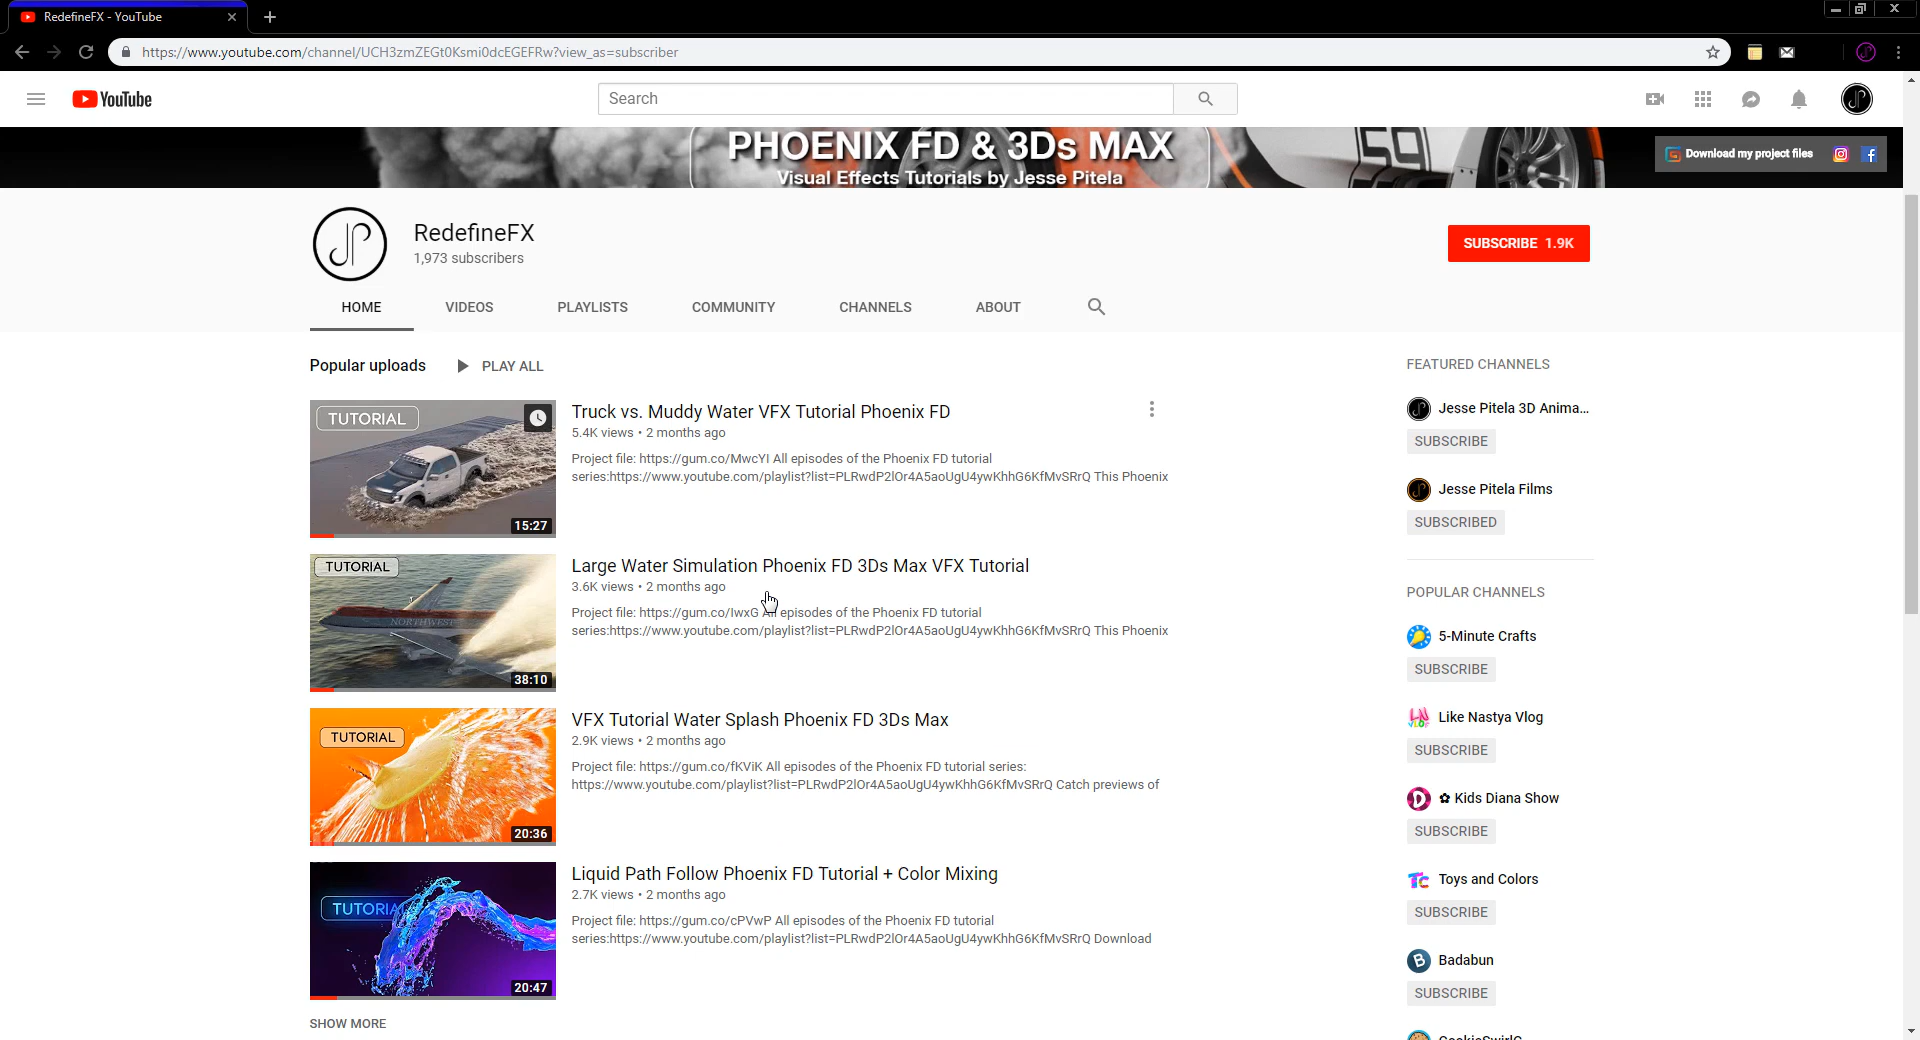 RedefineFX - YouTube
https://www.youtube.com/channel/UCH3zmZEGt0Ksmi0dcEGEFRw?view_as=subscriber
YouTube
Search
PHOENIX FD & 3Ds MAX
Visual Effects Tutorials by Jesse Pitela
59
Download my project files
RedefineFX
1,973 subscribers
SUBSCRIBE 1.9K
HOME VIDEOS PLAYLISTS COMMUNITY CHANNELS ABOUT
Popular uploads PLAY ALL
TUTORIAL
15:27
Truck vs. Muddy Water VFX Tutorial Phoenix FD
5.4K views • 2 months ago
Project file: https://gum.co/MwcYI All episodes of the Phoenix FD tutorial
series:https://www.youtube.com/playlist?list=PLRwdP2lOr4A5aoUgU4ywKhhG6KfMvSRrQ This Phoenix
TUTORIAL
NORTHWEST
38:10
Large Water Simulation Phoenix FD 3Ds Max VFX Tutorial
3.6K views • 2 months ago
Project file: https://gum.co/IwxG All episodes of the Phoenix FD tutorial
series:https://www.youtube.com/playlist?list=PLRwdP2lOr4A5aoUgU4ywKhhG6KfMvSRrQ This Phoenix
TUTORIAL
20:36
VFX Tutorial Water Splash Phoenix FD 3Ds Max
2.9K views • 2 months ago
Project file: https://gum.co/fKViK All episodes of the Phoenix FD tutorial series:
https://www.youtube.com/playlist?list=PLRwdP2lOr4A5aoUgU4ywKhhG6KfMvSRrQ Catch previews of
TUTORIAL
20:47
Liquid Path Follow Phoenix FD Tutorial + Color Mixing
2.7K views • 2 months ago
Project file: https://gum.co/cPVwP All episodes of the Phoenix FD tutorial
series:https://www.youtube.com/playlist?list=PLRwdP2lOr4A5aoUgU4ywKhhG6KfMvSRrQ Download
SHOW MORE
FEATURED CHANNELS
Jesse Pitela 3D Anima...
SUBSCRIBE
Jesse Pitela Films
SUBSCRIBED
POPULAR CHANNELS
5-Minute Crafts
SUBSCRIBE
Like Nastya Vlog
SUBSCRIBE
✿ Kids Diana Show
SUBSCRIBE
Toys and Colors
SUBSCRIBE
Badabun
SUBSCRIBE